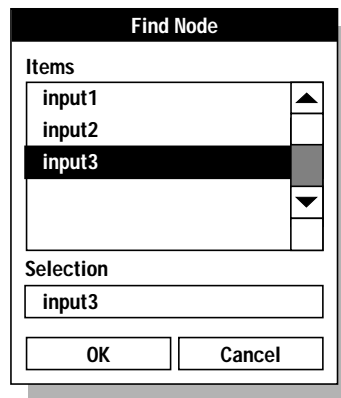 Find Node
Items
input1
input2
input3
Selection
input3
OK Cancel